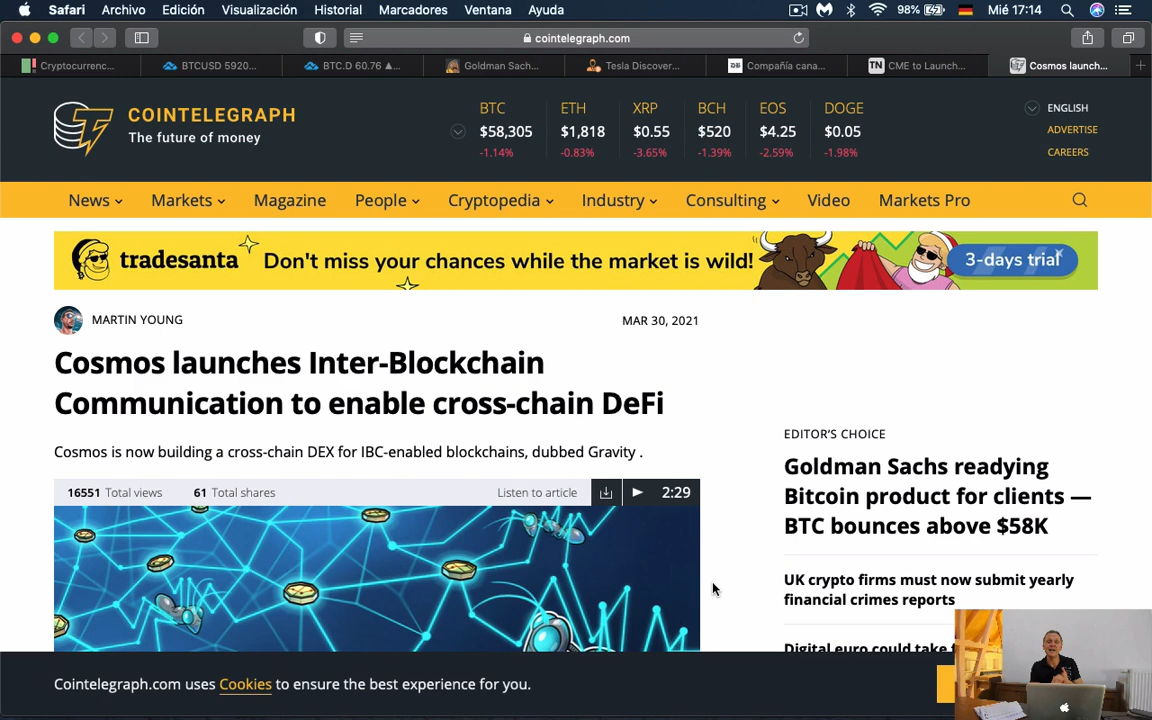 Safari Archivo Edición Visualización Historial Marcadores Ventana Ayuda 98% Mié 17:14
cointelegraph.com
Cryptocurrenc... BTCUSD 5920... BTC.D 60.76 ▲... Goldman Sach... Tesla Discover... Compañía cana... TN CME to Launch... Cosmos launch...
COINTELEGRAPH
The future of money
BTC ETH XRP BCH EOS DOGE
$58,305 $1,818 $0.55 $520 $4.25 $0.05
-1.14% -0.83% -3.65% -1.39% -2.59% -1.98%
ENGLISH
ADVERTISE
CAREERS
News Markets Magazine People Cryptopedia Industry Consulting Video Markets Pro
tradesanta Don't miss your chances while the market is wild! 3-days trial
MARTIN YOUNG MAR 30, 2021
Cosmos launches Inter-Blockchain
Communication to enable cross-chain DeFi
Cosmos is now building a cross-chain DEX for IBC-enabled blockchains, dubbed Gravity .
16551 Total views 61 Total shares Listen to article 2:29
EDITOR'S CHOICE
Goldman Sachs readying
Bitcoin product for clients —
BTC bounces above $58K
UK crypto firms must now submit yearly
financial crimes reports
Digital euro could take
Cointelegraph.com uses Cookies to ensure the best experience for you.